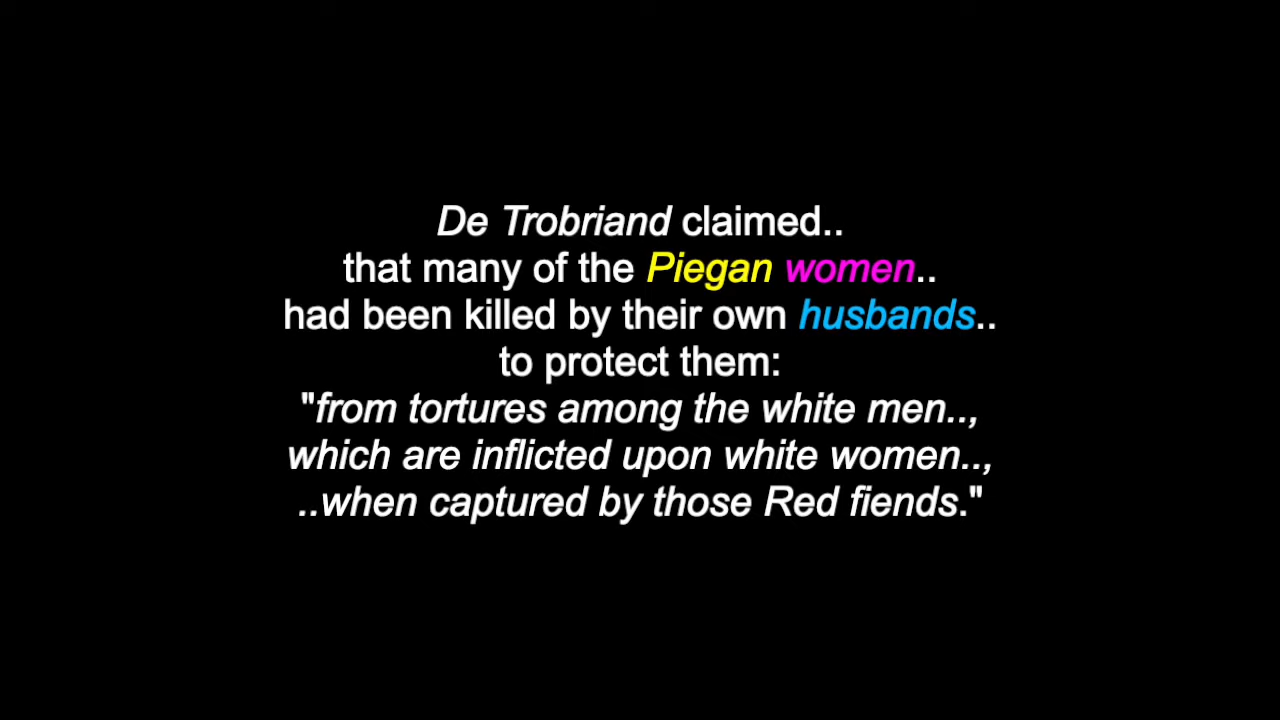 De Trobriand claimed..
that many of the Piegan women..
had been killed by their own husbands..
to protect them:
"from tortures among the white men..,
which are inflicted upon white women..,
..when captured by those Red fiends."